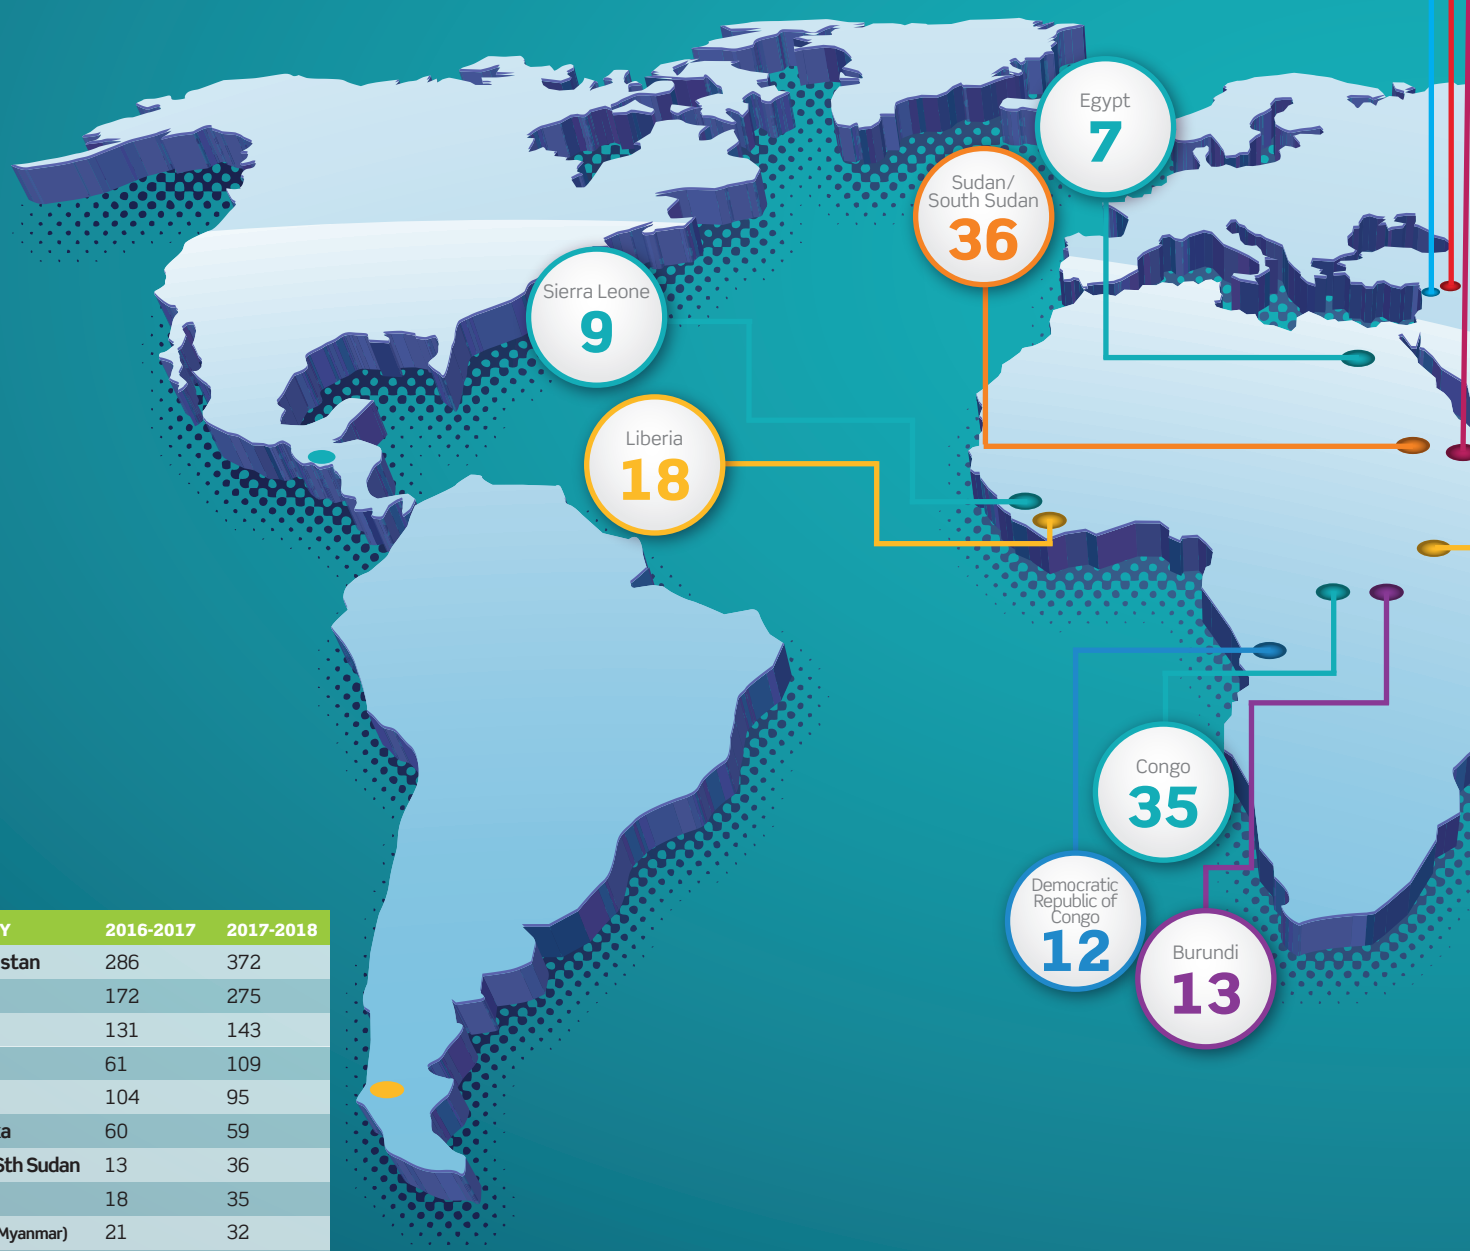 Egypt
7
Sudan/
South Sudan
36
Sierra Leone
9
Liberia
18
Congo
35
Democratic
Republic of
Congo
12
Burundi
13
Y 2016-2017 2017-2018
stan 286 372
172 275
131 143
61 109
104 95
a 60 59
Sth Sudan 13 36
18 35
Myanmar) 21 32